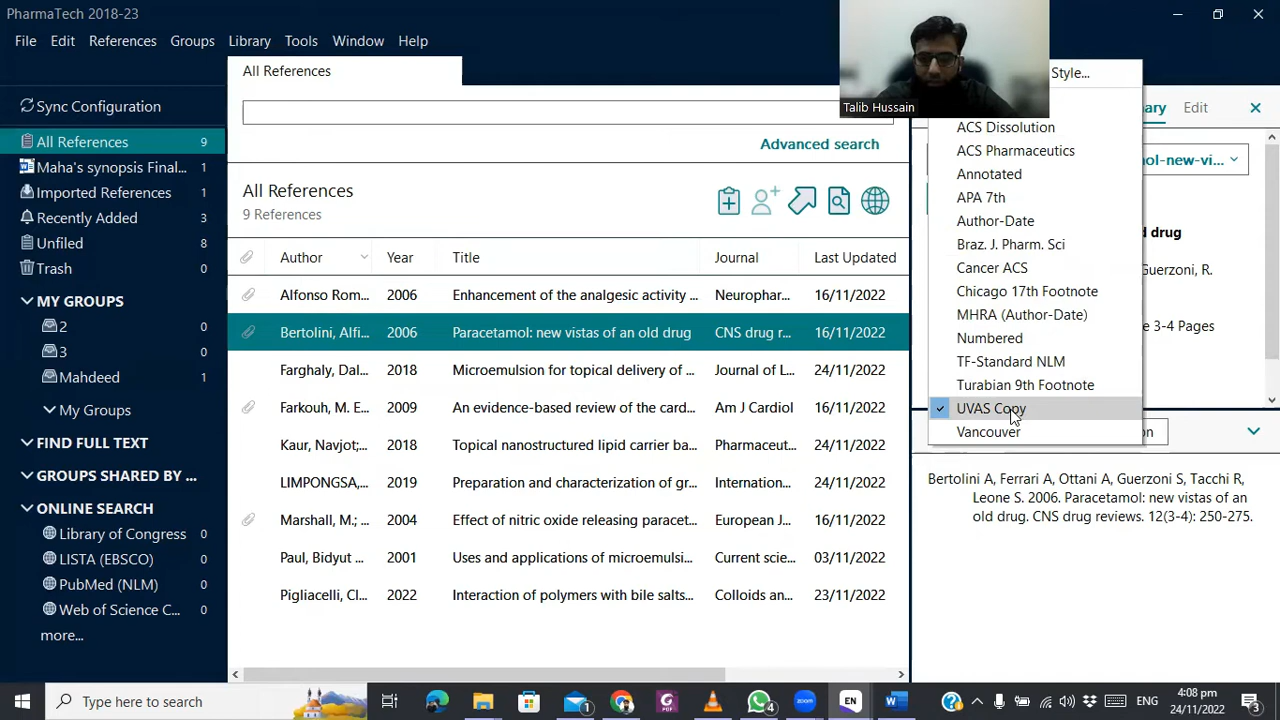 PharmaTech 2018-23
File Edit References Groups Library Tools Window Help
All References
Talib Hussain
Style...
Sync Configuration
All References 9
Maha's synopsis Final... 1
Imported References 1
Recently Added 3
Unfiled 8
Trash 0
MY GROUPS
2 0
3 0
Mahdeed 1
My Groups
FIND FULL TEXT
GROUPS SHARED BY ...
ONLINE SEARCH
Library of Congress 0
LISTA (EBSCO) 0
PubMed (NLM) 0
Web of Science C... 0
more...
Advanced search
All References
9 References
Author Year Title Journal Last Updated
Alfonso Rom... 2006 Enhancement of the analgesic activity ... Neurophar... 16/11/2022
Bertolini, Alfi... 2006 Paracetamol: new vistas of an old drug CNS drug r... 16/11/2022
Farghaly, Dal... 2018 Microemulsion for topical delivery of ... Journal of L... 24/11/2022
Farkouh, M. E... 2009 An evidence-based review of the card... Am J Cardiol 24/11/2022
Kaur, Navjot;... 2018 Topical nanostructured lipid carrier ba... Pharmaceut... 24/11/2022
LIMPONGSA,... 2019 Preparation and characterization of gr... Internation... 24/11/2022
Marshall, M.; ... 2004 Effect of nitric oxide releasing paracet... European J... 16/11/2022
Paul, Bidyut ... 2001 Uses and applications of microemulsi... Current scie... 03/11/2022
Pigliacelli, Cl... 2022 Interaction of polymers with bile salts... Colloids an... 23/11/2022
ACS Dissolution
ACS Pharmaceutics
Annotated
APA 7th
Author-Date
Braz. J. Pharm. Sci
Cancer ACS
Chicago 17th Footnote
MHRA (Author-Date)
Numbered
TF-Standard NLM
Turabian 9th Footnote
UVAS Copy
Vancouver
ary Edit
ol-new-vi...
d drug
Guerzoni, R.
e 3-4 Pages
on
Bertolini A, Ferrari A, Ottani A, Guerzoni S, Tacchi R,
Leone S. 2006. Paracetamol: new vistas of an
old drug. CNS drug reviews. 12(3-4): 250-275.
Type here to search
1
4
zoom
EN
ENG
4:08 pm
24/11/2022
3